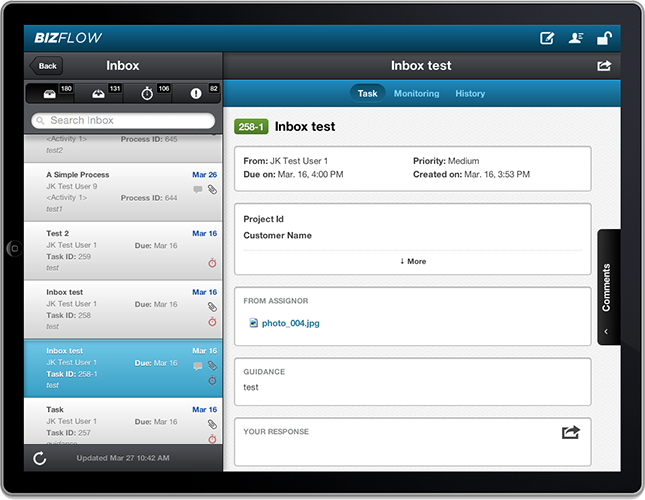 BIZFLOW
Back
Inbox
180
131
106
82
Search Inbox
<Activity 1> Process ID: 645
test2
A Simple Process Mar 26
JK Test User 9
<Activity 1> Process ID: 644
test1
Test 2 Mar 16
JK Test User 1 Due: Mar 16
Task ID: 259
test
Inbox test Mar 16
JK Test User 1 Due: Mar 16
Task ID: 258
test
Inbox test Mar 16
JK Test User 1 Due: Mar 16
Task ID: 258-1
test
Task Mar 16
JK Test User 1 Due: Mar 16
Task ID: 257
guidance
Updated Mar 27 10:42 AM
Inbox test
Task Monitoring History
258-1 Inbox test
From: JK Test User 1 Priority: Medium
Due on: Mar. 16, 4:00 PM Created on: Mar. 16, 3:53 PM
Project Id
Customer Name
↓ More
FROM ASSIGNOR
photo_004.jpg
GUIDANCE
test
YOUR RESPONSE
Comments